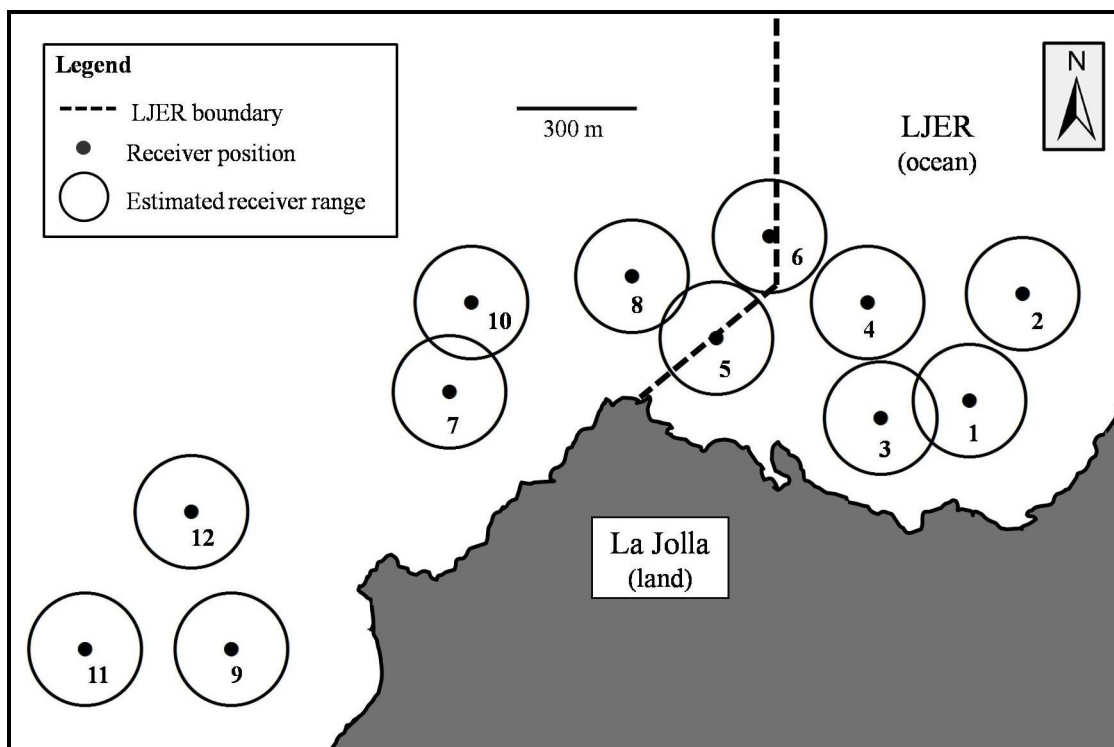 Legend
LJER boundary
Receiver position
Estimated receiver range
300 m
N
LJER
(ocean)
6
8
10
4
2
5
7
3
1
12
La Jolla
(land)
11
9